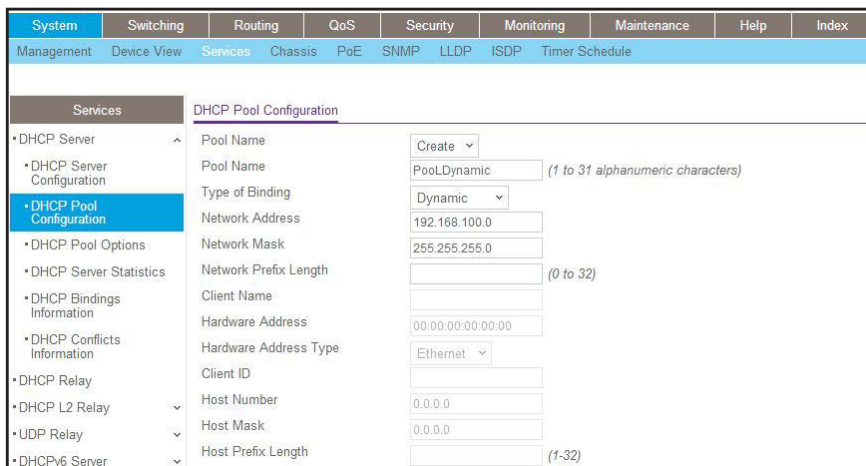 System Switching Routing QoS Security Monitoring Maintenance Help Index
Management Device View Services Chassis PoE SNMP LLDP ISDP Timer Schedule
Services
DHCP Server
DHCP Server
Configuration
DHCP Pool
Configuration
DHCP Pool Options
DHCP Server Statistics
DHCP Bindings
Information
DHCP Conflicts
Information
DHCP Relay
DHCP L2 Relay
UDP Relay
DHCPv6 Server
DHCP Pool Configuration
Pool Name Create
Pool Name PooLDynamic (1 to 31 alphanumeric characters)
Type of Binding Dynamic
Network Address 192.168.100.0
Network Mask 255.255.255.0
Network Prefix Length (0 to 32)
Client Name
Hardware Address 00:00:00:00:00:00
Hardware Address Type Ethernet
Client ID
Host Number 0.0.0.0
Host Mask 0.0.0.0
Host Prefix Length (1-32)